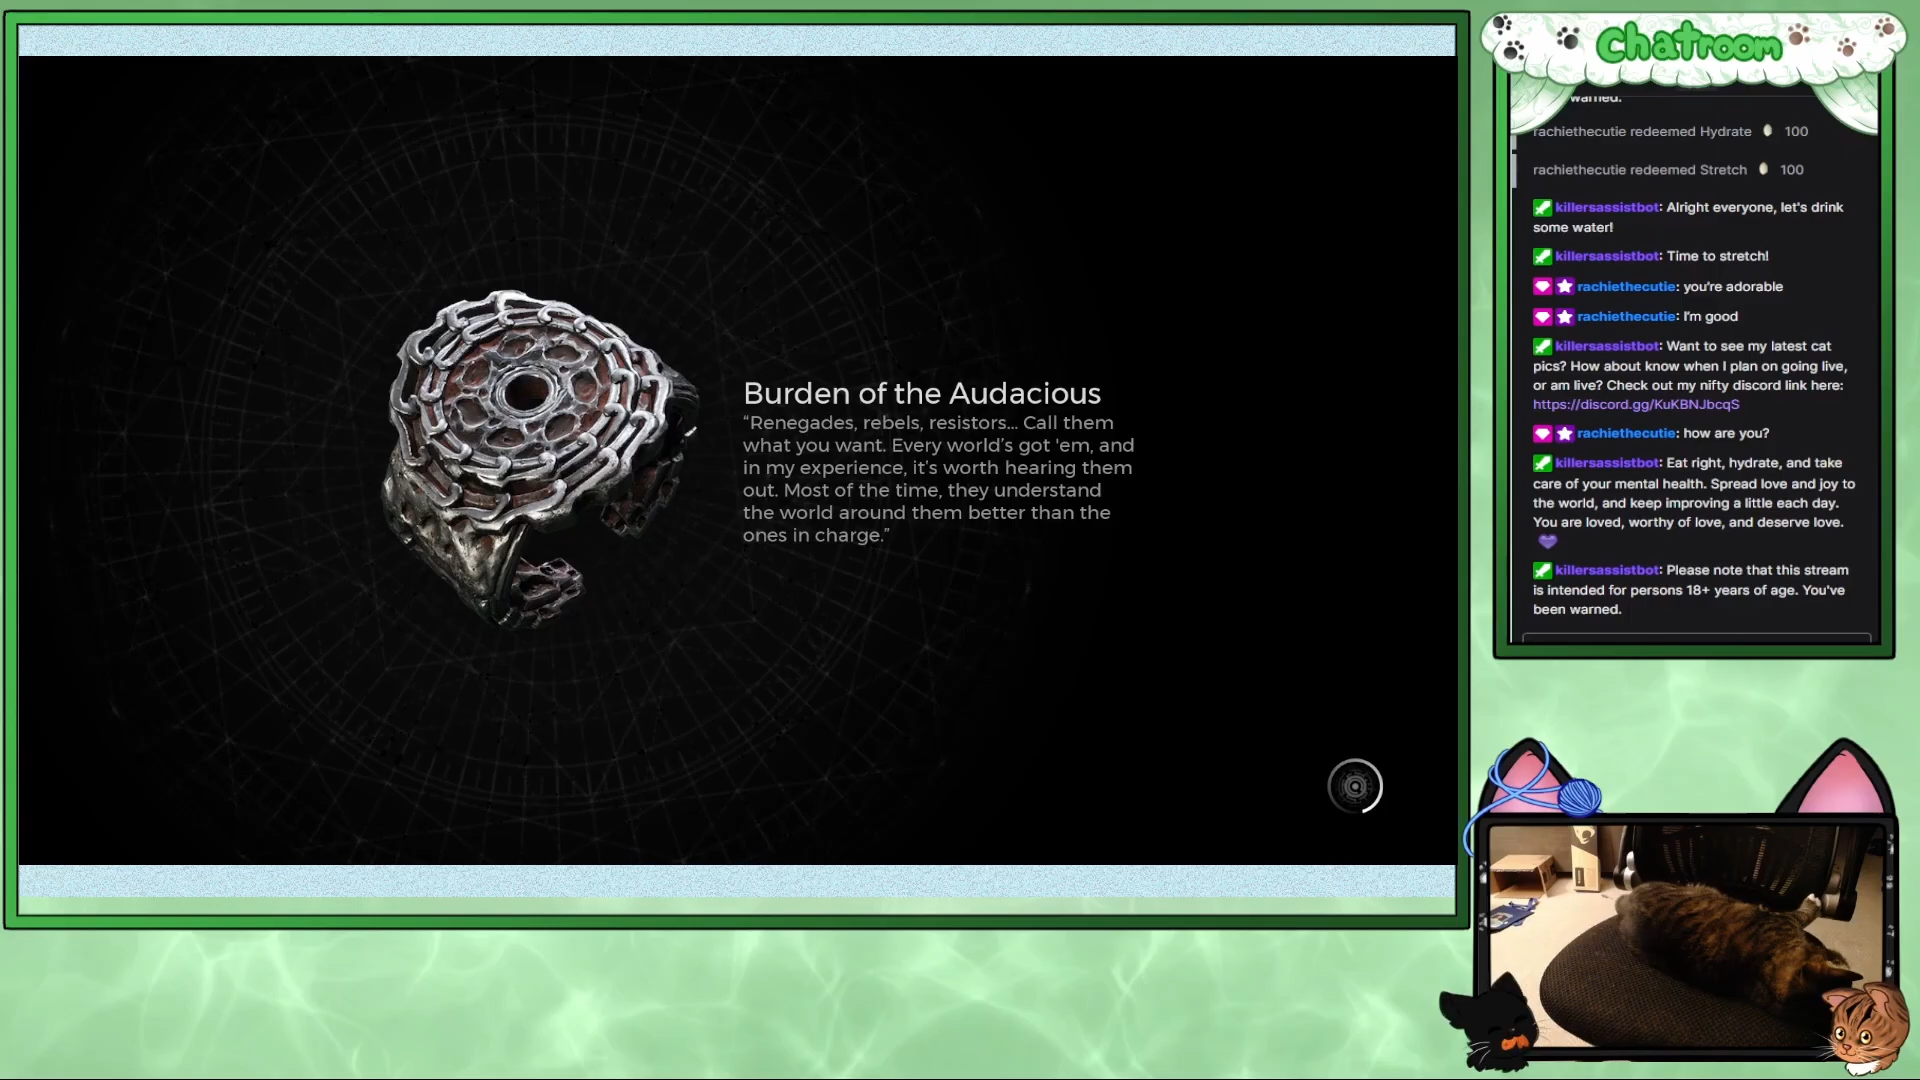 Burden of the Audacious
“Renegades, rebels, resistors... Call them
what you want. Every world’s got 'em, and
in my experience, it’s worth hearing them
out. Most of the time, they understand
the world around them better than the
ones in charge.”
Chatroom
warned.
rachiethecutie redeemed Hydrate 100
rachiethecutie redeemed Stretch 100
killersassistbot: Alright everyone, let's drink
some water!
killersassistbot: Time to stretch!
rachiethecutie: you're adorable
rachiethecutie: I'm good
killersassistbot: Want to see my latest cat
pics? How about know when I plan on going live,
or am live? Check out my nifty discord link here:
https://discord.gg/KuKBNJbcqS
rachiethecutie: how are you?
killersassistbot: Eat right, hydrate, and take
care of your mental health. Spread love and joy to
the world, and keep improving a little each day.
You are loved, worthy of love, and deserve love.
killersassistbot: Please note that this stream
is intended for persons 18+ years of age. You've
been warned.